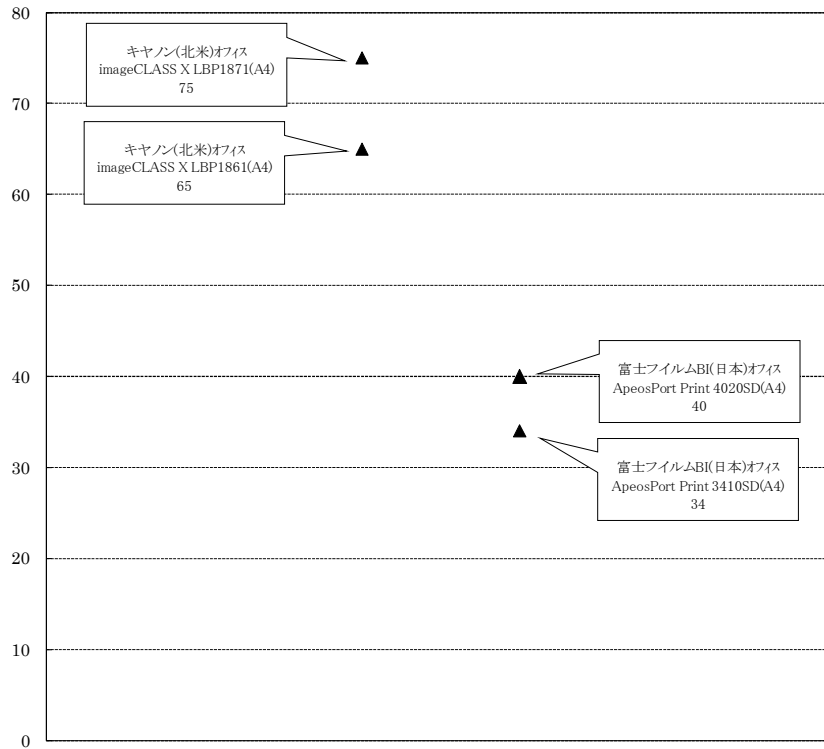 80
キヤノン(北米)オフィス
imageCLASS X LBP1871(A4)
75
70
キヤノン(北米)オフィス
imageCLASS X LBP1861(A4)
65
60
50
富士フイルムBI(日本)オフィス
ApeosPort Print 4020SD(A4)
40
40
富士フイルムBI(日本)オフィス
ApeosPort Print 3410SD(A4)
34
30
20
10
0